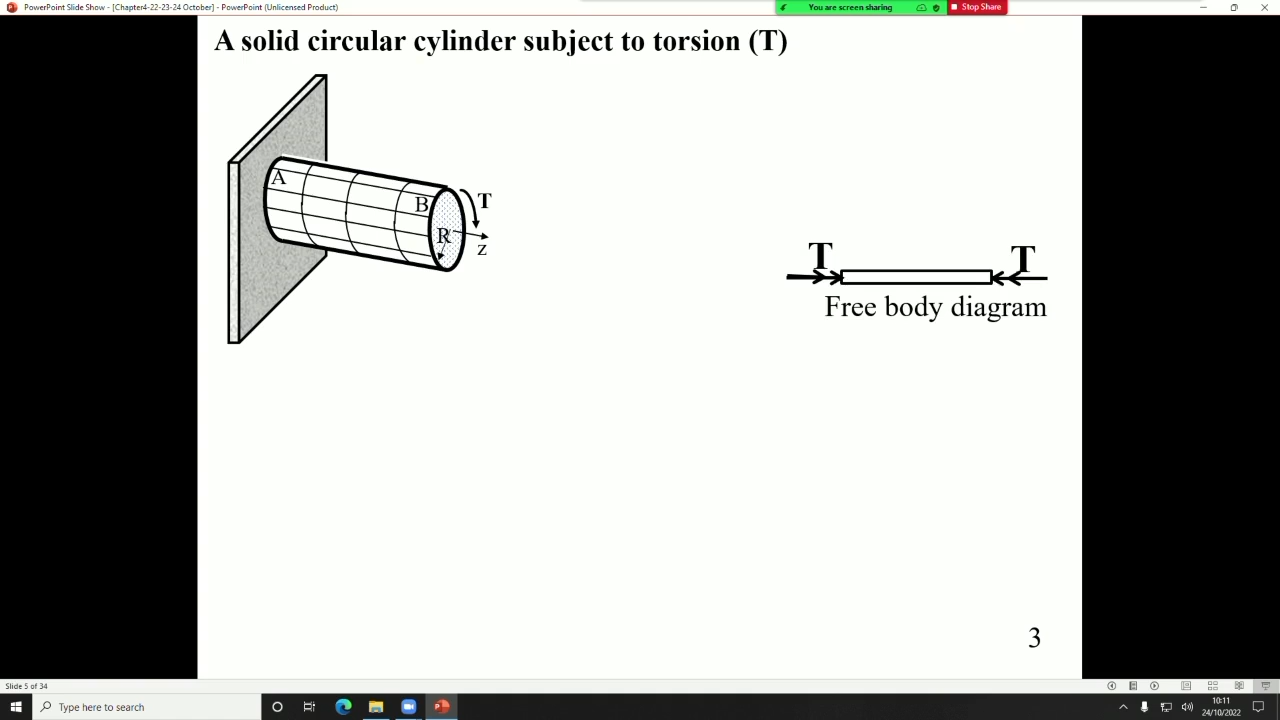 PowerPoint Slide Show - [Chapter4-22-23-24 October] - PowerPoint (Unlicensed Product)
You are screen sharing
Stop Share
A solid circular cylinder subject to torsion (T)
A
B
T
R
z
T
T
Free body diagram
3
Slide 5 of 34
Type here to search
10:11
24/10/2022